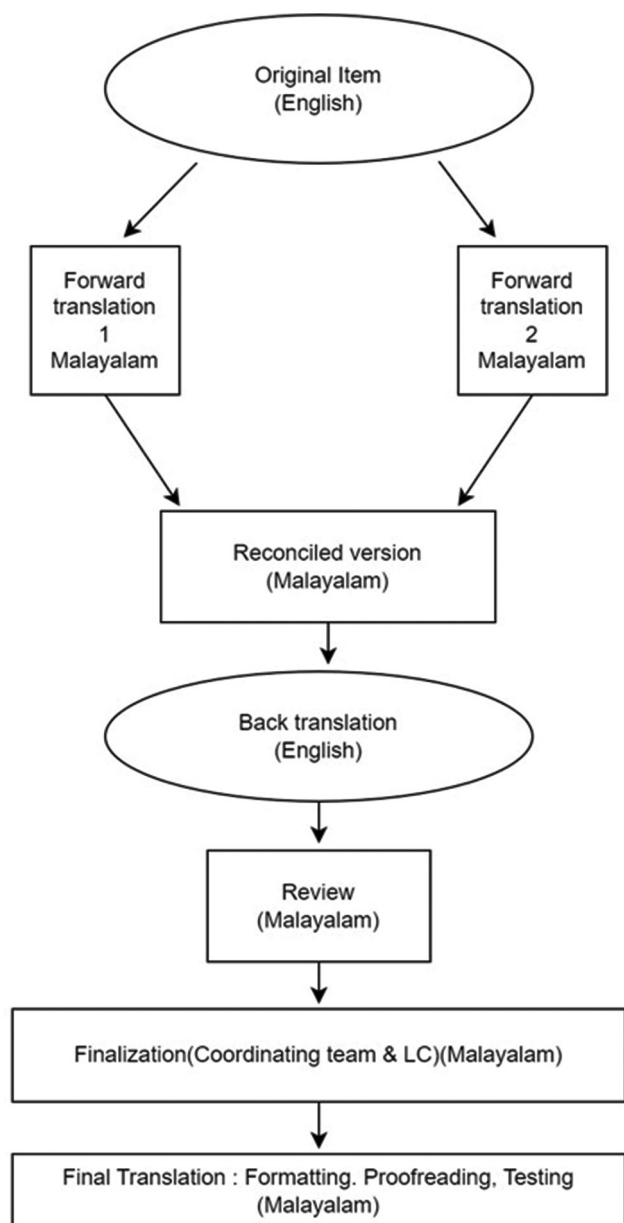 Original Item
(English)
Forward
translation
1
Malayalam
Forward
translation
2
Malayalam
Reconciled version
(Malayalam)
Back translation
(English)
Review
(Malayalam)
Finalization(Coordinating team & LC)(Malayalam)
Final Translation : Formatting. Proofreading, Testing
(Malayalam)